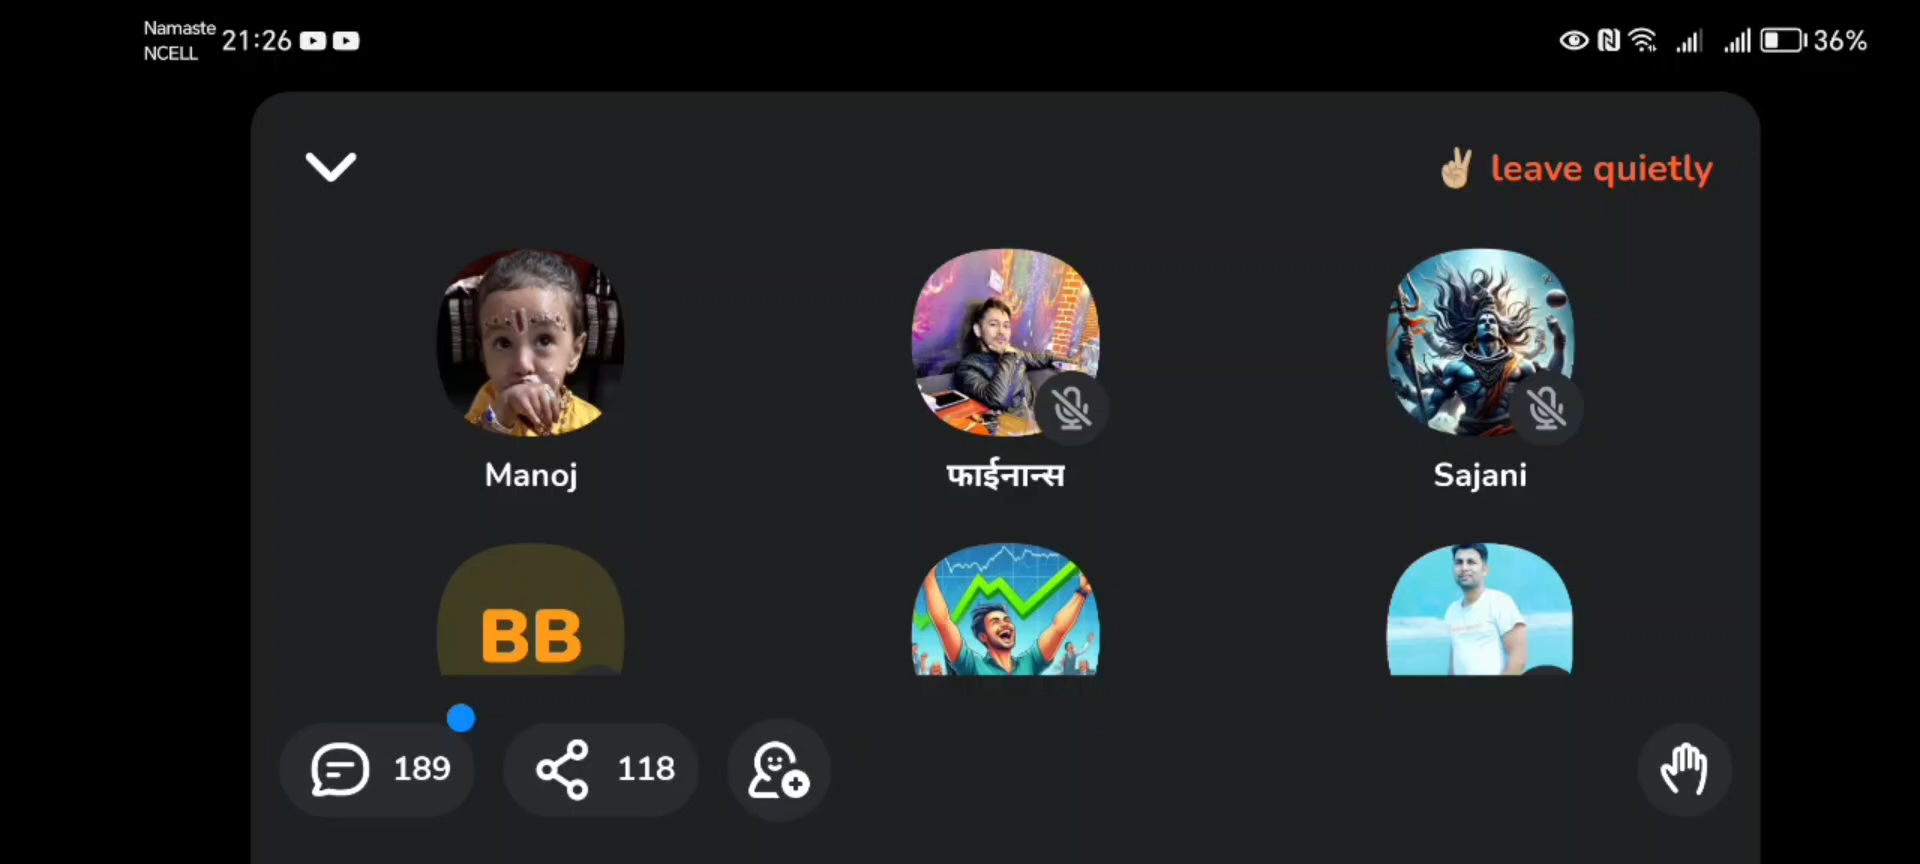 Namaste
NCELL
21:26
36%
✌🏼 leave quietly
Manoj
फाईनान्स
Sajani
BB
189
118